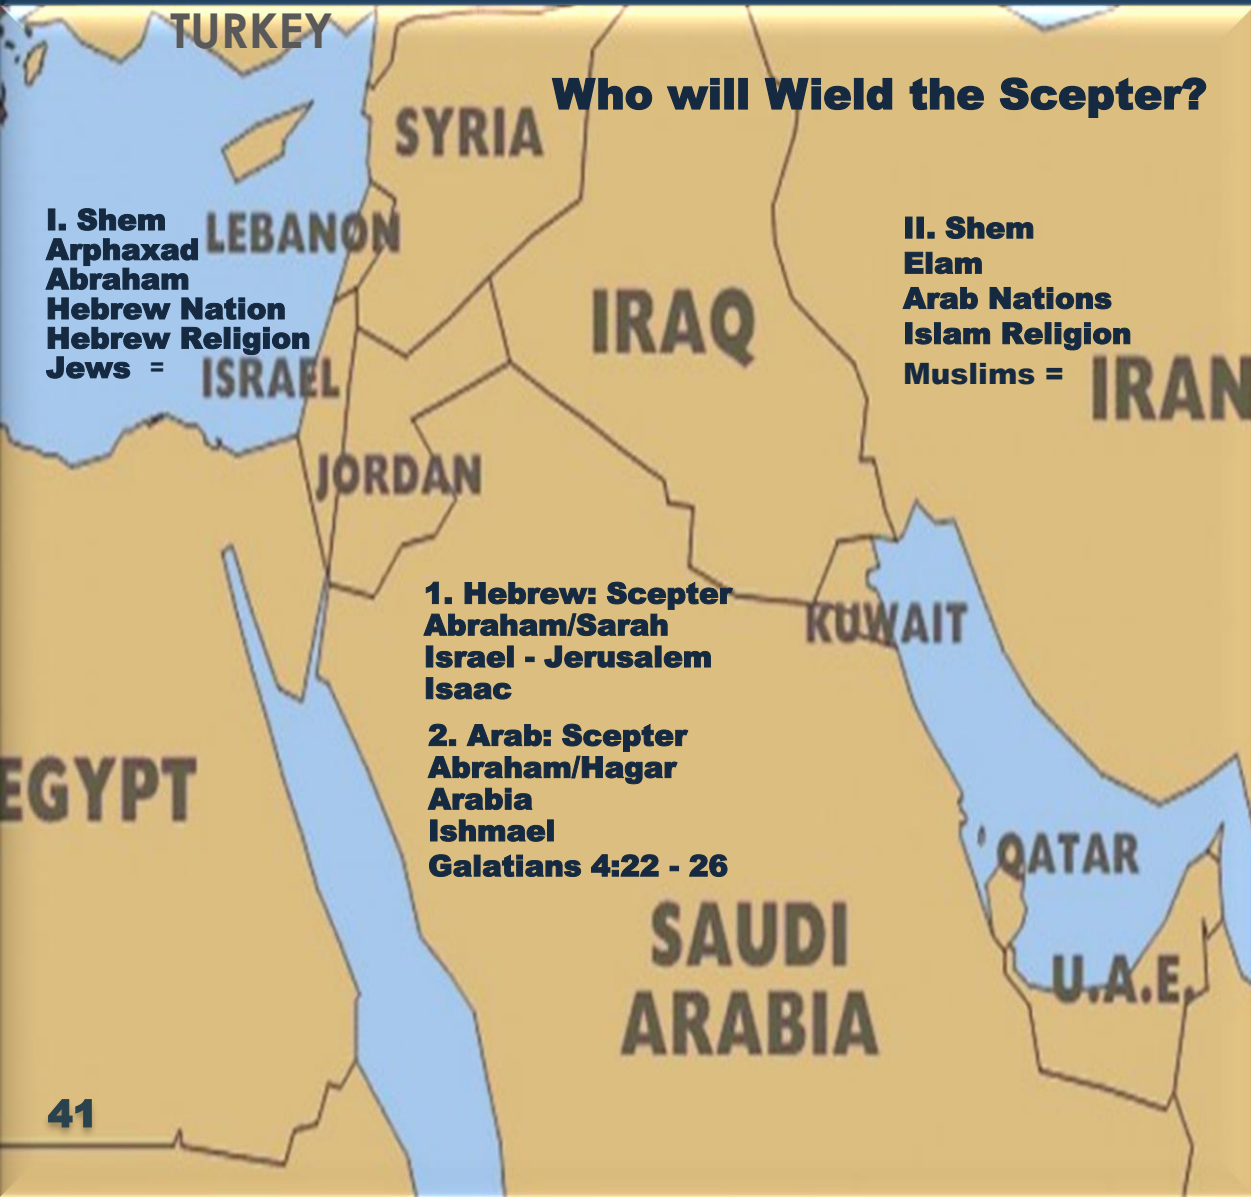 TURKEY
Who will Wield the Scepter?
SYRIA
I. Shem
Arphaxad
Abraham
Hebrew Nation
Hebrew Religion
Jews =
LEBANON
ISRAEL
IRAQ
II. Shem
Elam
Arab Nations
Islam Religion
Muslims =
IRAN
JORDAN
1. Hebrew: Scepter
Abraham/Sarah
Israel - Jerusalem
Isaac
KUWAIT
2. Arab: Scepter
Abraham/Hagar
Arabia
Ishmael
Galatians 4:22 - 26
EGYPT
QATAR
SAUDI
ARABIA
U.A.E.
41